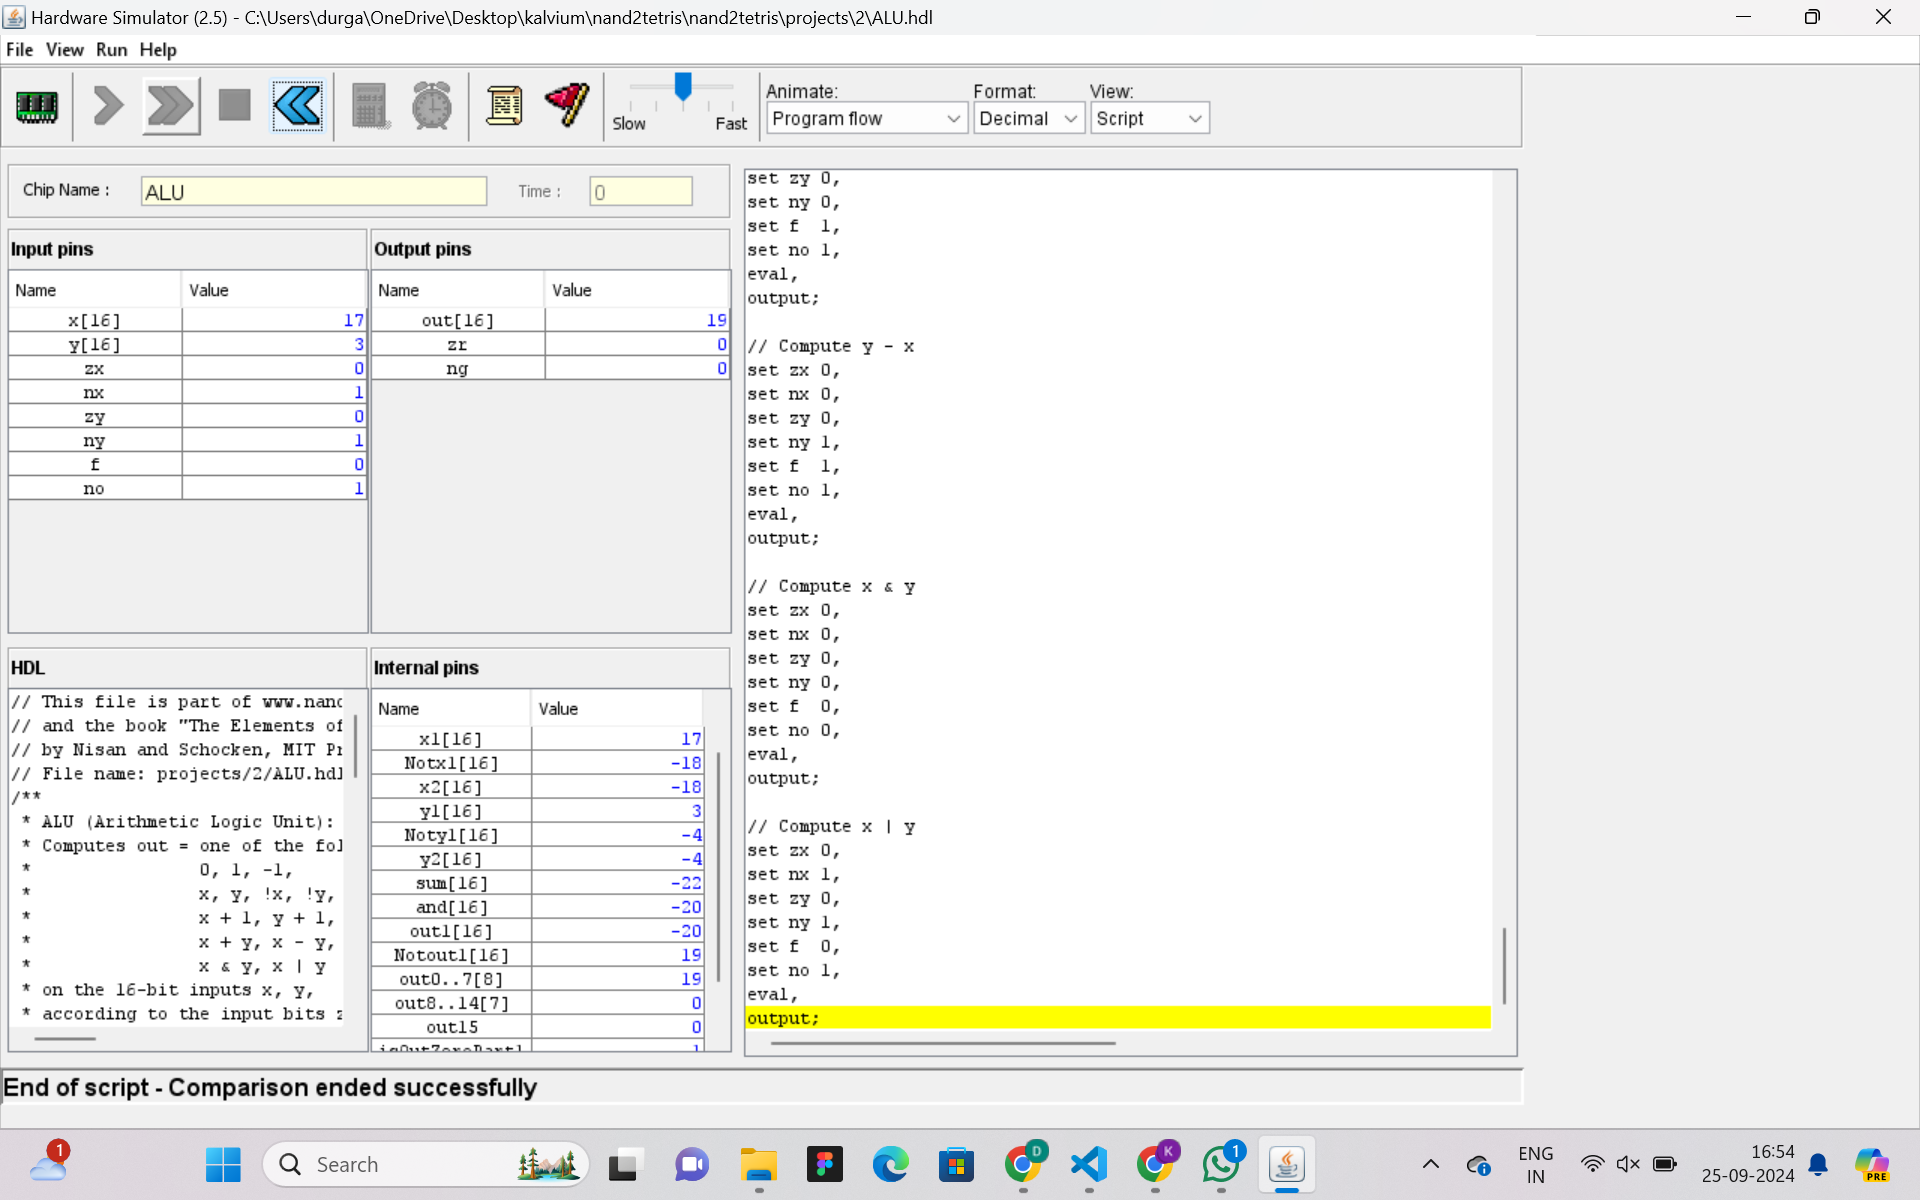 Hardware Simulator (2.5) - C:\Users\durga\OneDrive\Desktop\kalvium\nand2tetris\nand2tetris\projects\2\ALU.hdl
File View Run Help
Slow Fast
Animate: Format: View:
Program flow Decimal Script
Chip Name : ALU Time : 0
Input pins
Name Value
x[16] 17
y[16] 3
zx 0
nx 1
zy 0
ny 1
f 0
no 1
Output pins
Name Value
out[16] 19
zr 0
ng 0
HDL
// This file is part of www.nand
// and the book "The Elements of
// by Nisan and Schocken, MIT Pr
// File name: projects/2/ALU.hdl
/**
* ALU (Arithmetic Logic Unit):
* Computes out = one of the fol
* 0, 1, -1,
* x, y, !x, !y,
* x + 1, y + 1,
* x + y, x - y,
* x & y, x | y
* on the 16-bit inputs x, y,
* according to the input bits z
Internal pins
Name Value
x1[16] 17
Notx1[16] -18
x2[16] -18
y1[16] 3
Noty1[16] -4
y2[16] -4
sum[16] -22
and[16] -20
out1[16] -20
Notout1[16] 19
out0..7[8] 19
out8..14[7] 0
out15 0
isOutZeroPart1 1
set zy 0,
set ny 0,
set f 1,
set no 1,
eval,
output;
// Compute y - x
set zx 0,
set nx 0,
set zy 0,
set ny 1,
set f 1,
set no 1,
eval,
output;
// Compute x & y
set zx 0,
set nx 0,
set zy 0,
set ny 0,
set f 0,
set no 0,
eval,
output;
// Compute x | y
set zx 0,
set nx 1,
set zy 0,
set ny 1,
set f 0,
set no 1,
eval,
output;
End of script - Comparison ended successfully
1
Search
D
K
1
ENG
IN
16:54
25-09-2024
PRE